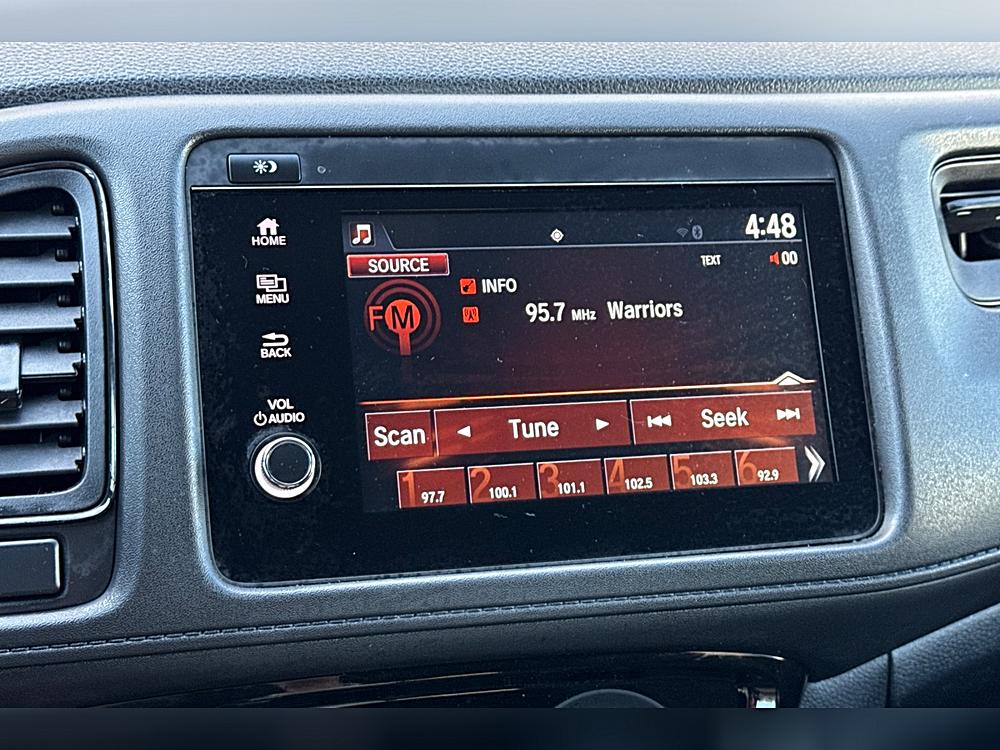 HOME
MENU
BACK
VOL
AUDIO
4:48
SOURCE
TEXT
00
FM
INFO
95.7 MHz Warriors
Scan
Tune
Seek
1 97.7
2 100.1
3 101.1
4 102.5
5 103.3
6 92.9